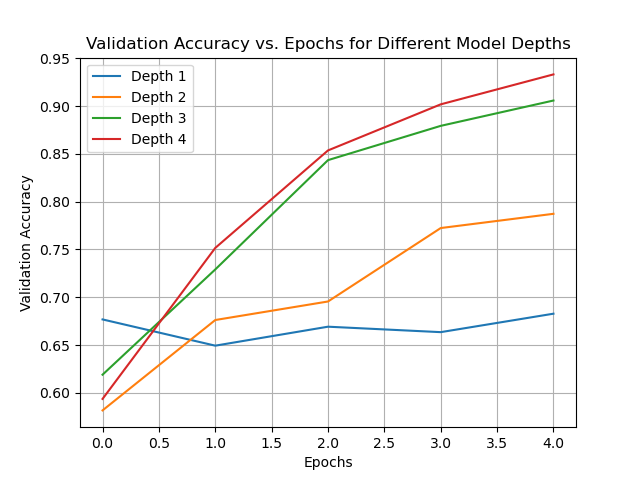 Validation Accuracy vs. Epochs for Different Model Depths
Depth 1
Depth 2
Depth 3
Depth 4
Validation Accuracy
0.95
0.90
0.85
0.80
0.75
0.70
0.65
0.60
0.0 0.5 1.0 1.5 2.0 2.5 3.0 3.5 4.0
Epochs